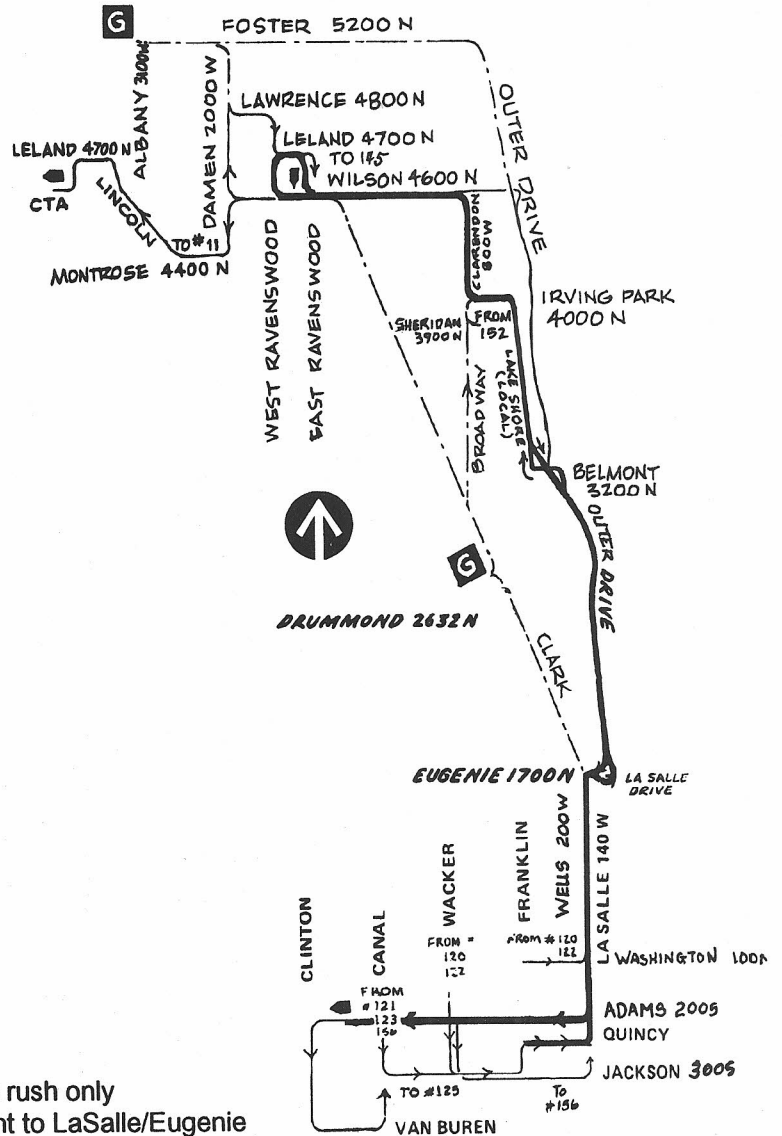 G
FOSTER 5200 N
ALBANY 3100W
DAMEN 2000 W
OUTER DRIVE
LAWRENCE 4800 N
LELAND 4700 N
TO 145
WILSON 4600 N
LELAND 4700 N
CTA
LINCOLN
TO #11
MONTROSE 4400 N
WEST RAVENSWOOD
EAST RAVENSWOOD
CLARENDON
800W
IRVING PARK
4000 N
SHERIDAN
3900N
FROM
152
BROADWAY
LAKE SHORE
(LOCAL)
BELMONT
3200 N
OUTER DRIVE
G
DRUMMOND 2632 N
CLARK
EUGENIE 1700 N
LA SALLE
DRIVE
CLINTON
CANAL
WACKER
FRANKLIN
WELLS 200W
LA SALLE 140 W
FROM #
120
122
FROM #120
122
WASHINGTON 100N
FROM
#121
123
156
ADAMS 200S
QUINCY
JACKSON 300S
TO #125
TO
#156
VAN BUREN
rush only
nt to LaSalle/Eugenie